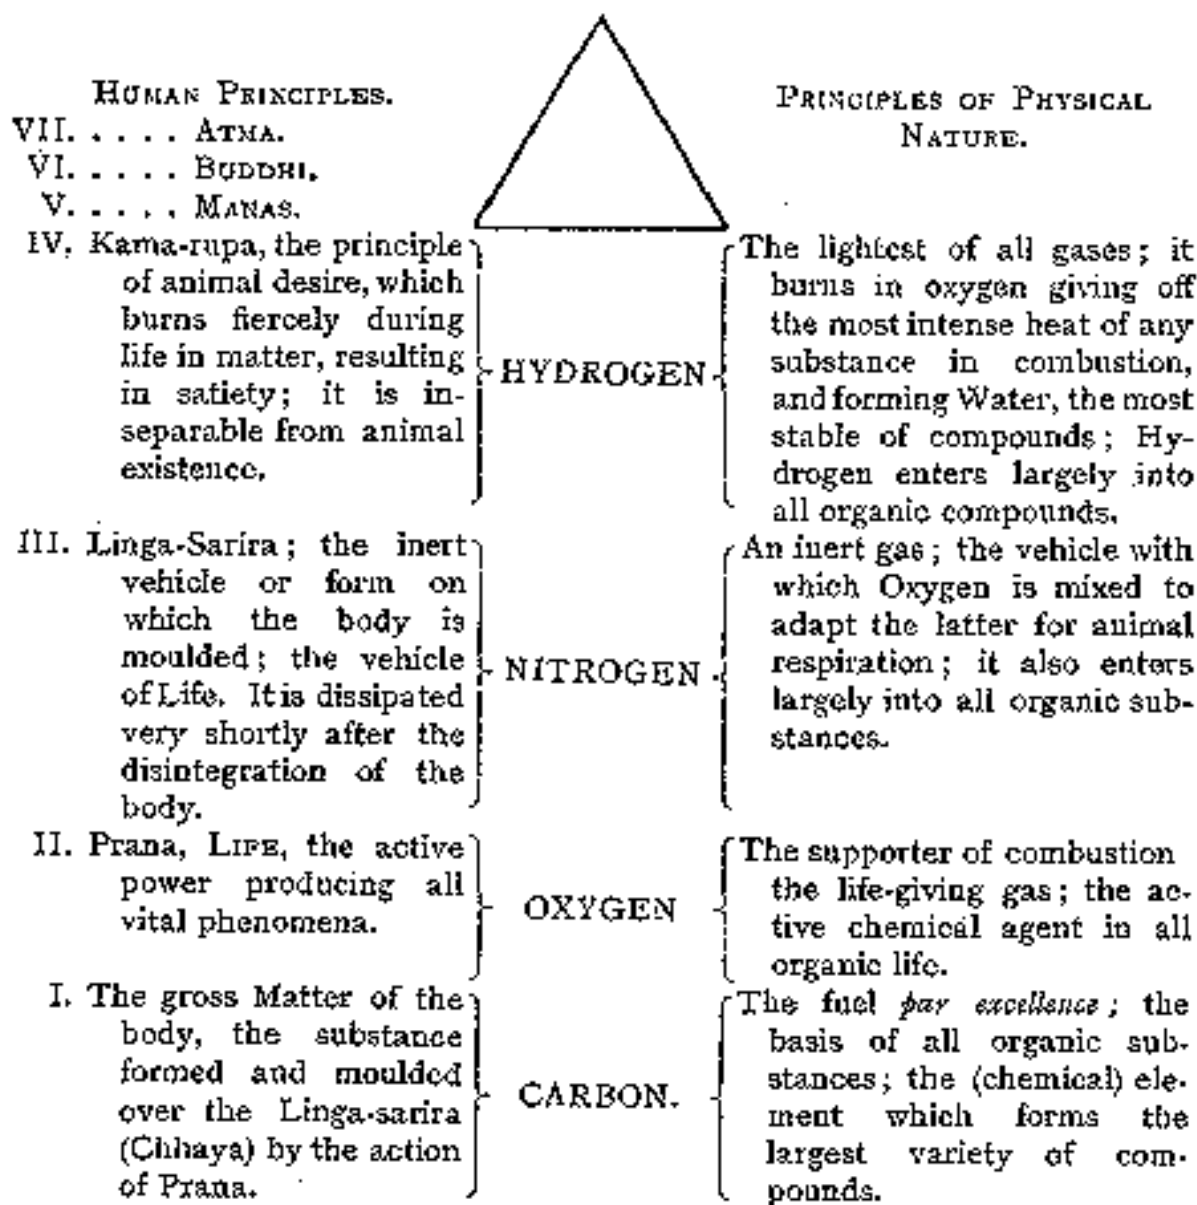 HUMAN PRINCIPLES.
VII. . . . . ATMA.
VI. . . . . BUDDHI.
V. . . . . MANAS.
PRINCIPLES OF PHYSICAL
NATURE.
IV. Kama-rupa, the principle
of animal desire, which
burns fiercely during
life in matter, resulting
in satiety; it is in-
separable from animal
existence.
HYDROGEN
The lightest of all gases; it
burns in oxygen giving off
the most intense heat of any
substance in combustion,
and forming Water, the most
stable of compounds; Hy-
drogen enters largely into
all organic compounds.
III. Linga-Sarira; the inert
vehicle or form on
which the body is
moulded; the vehicle
of Life. It is dissipated
very shortly after the
disintegration of the
body.
NITROGEN
An inert gas; the vehicle with
which Oxygen is mixed to
adapt the latter for animal
respiration; it also enters
largely into all organic sub-
stances.
II. Prana, LIFE, the active
power producing all
vital phenomena.
OXYGEN
The supporter of combustion
the life-giving gas; the ac-
tive chemical agent in all
organic life.
I. The gross Matter of the
body, the substance
formed and moulded
over the Linga-sarira
(Chhaya) by the action
of Prana.
CARBON.
The fuel par excellence; the
basis of all organic sub-
stances; the (chemical) ele-
ment which forms the
largest variety of com-
pounds.